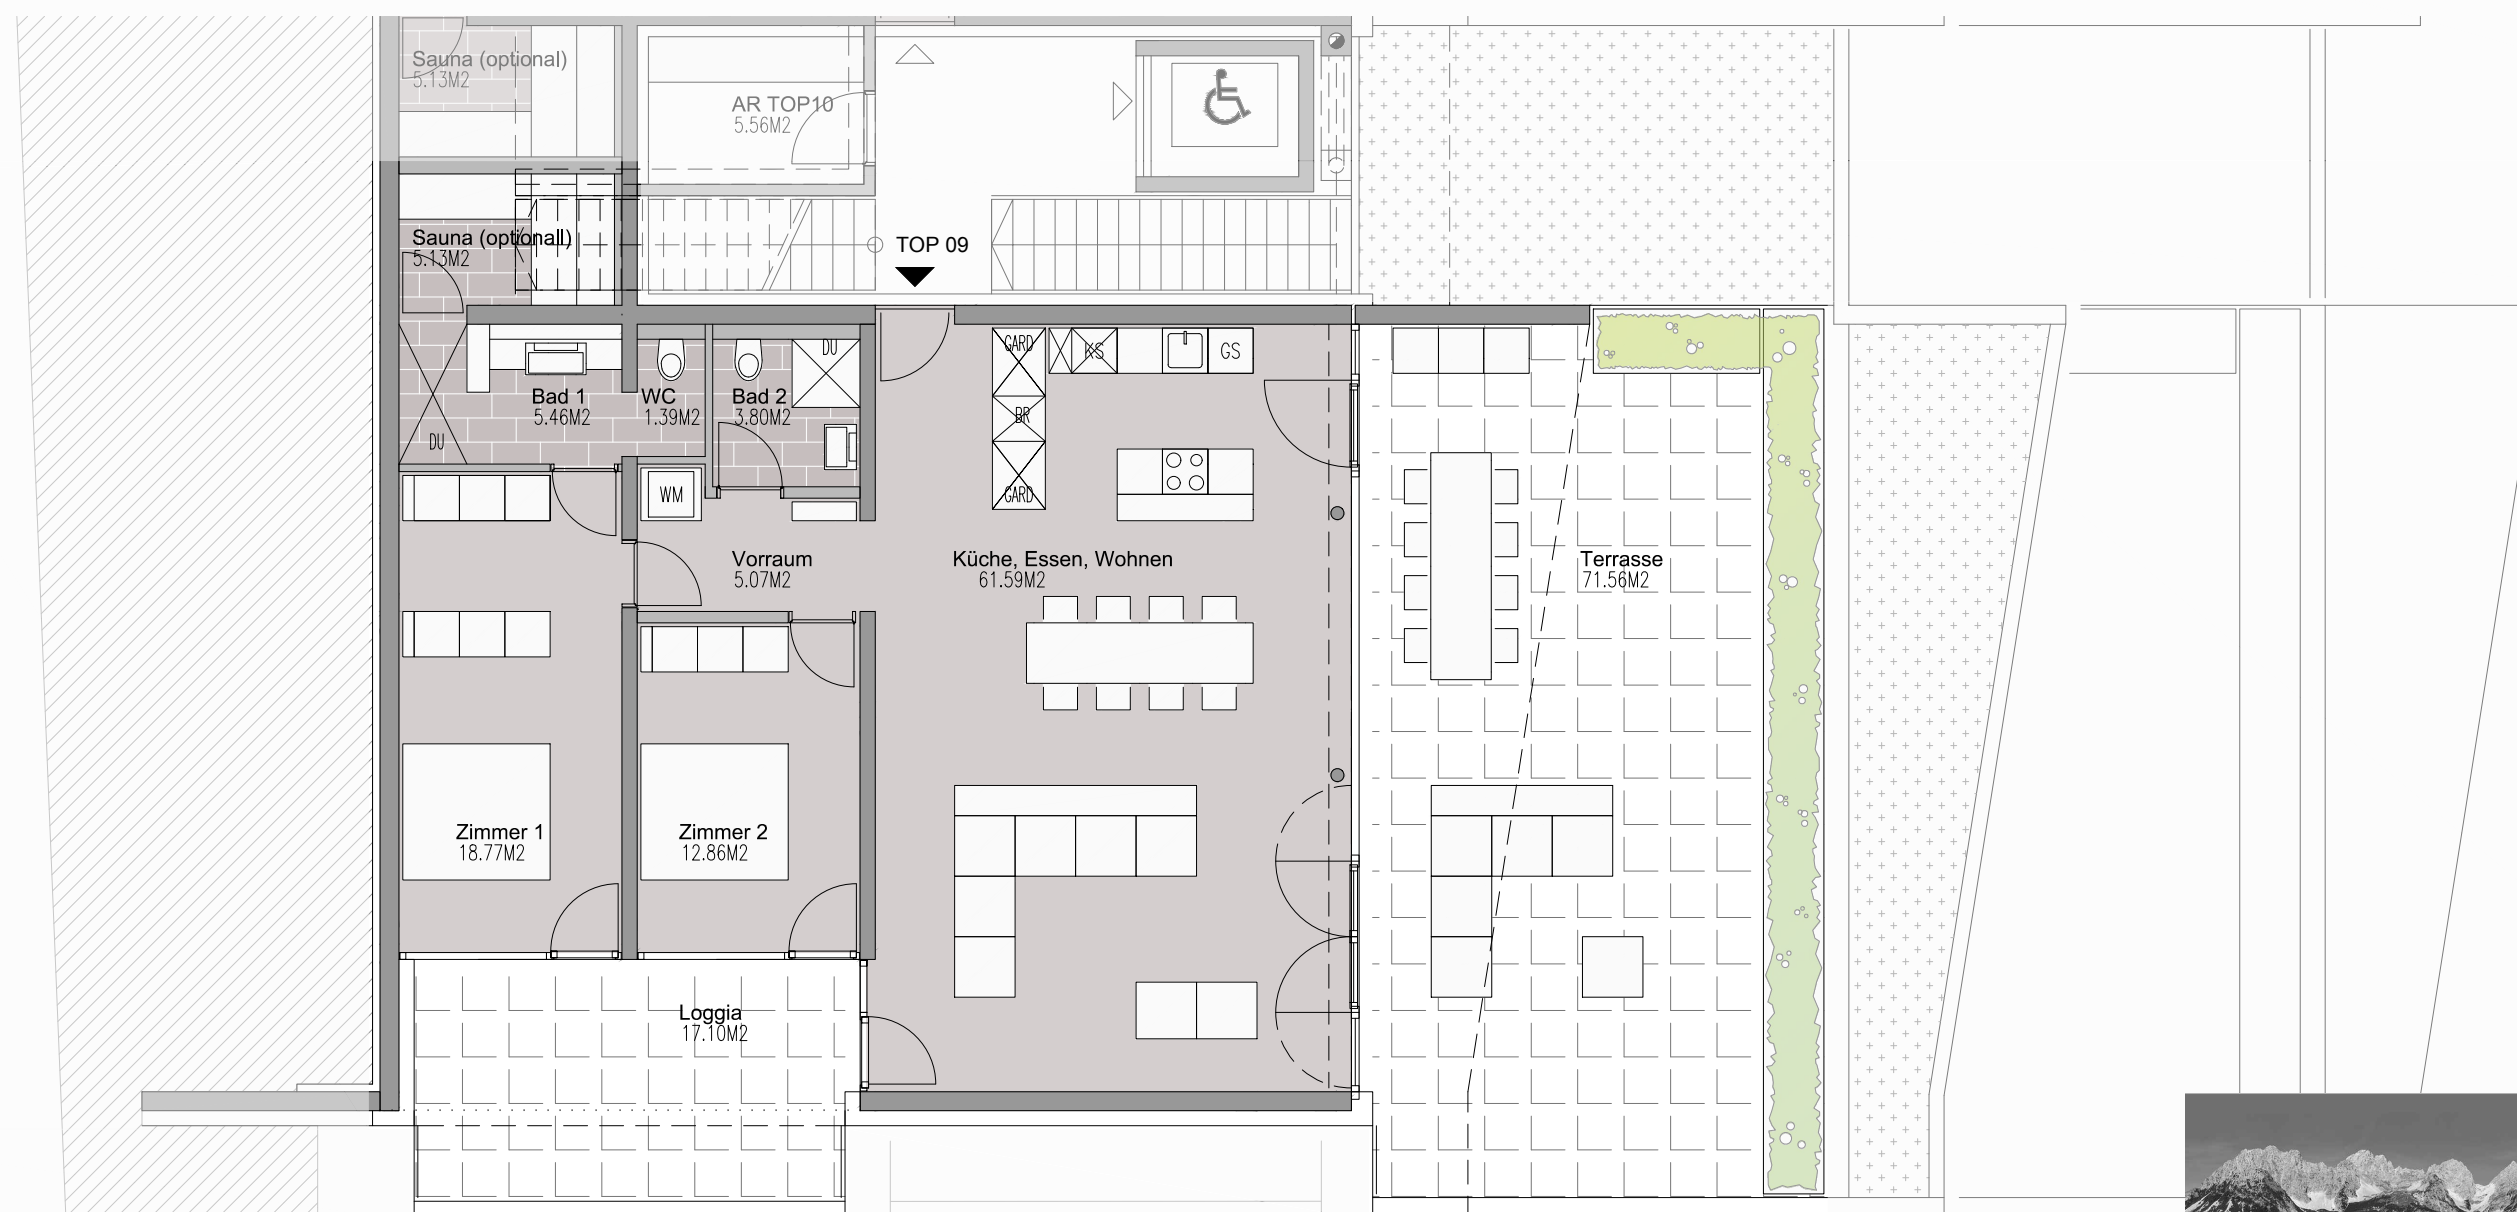 Sauna (optional)
5.13M2
AR TOP10
5.56M2
Sauna (optionall)
5.13M2
TOP 09
GARD
KS
GS
DU
Bad 1
5.46M2
WC
1.39M2
Bad 2
3.80M2
BR
DU
WM
GARD
Vorraum
5.07M2
Küche, Essen, Wohnen
61.59M2
Terrasse
71.56M2
Zimmer 1
18.77M2
Zimmer 2
12.86M2
Loggia
17.10M2